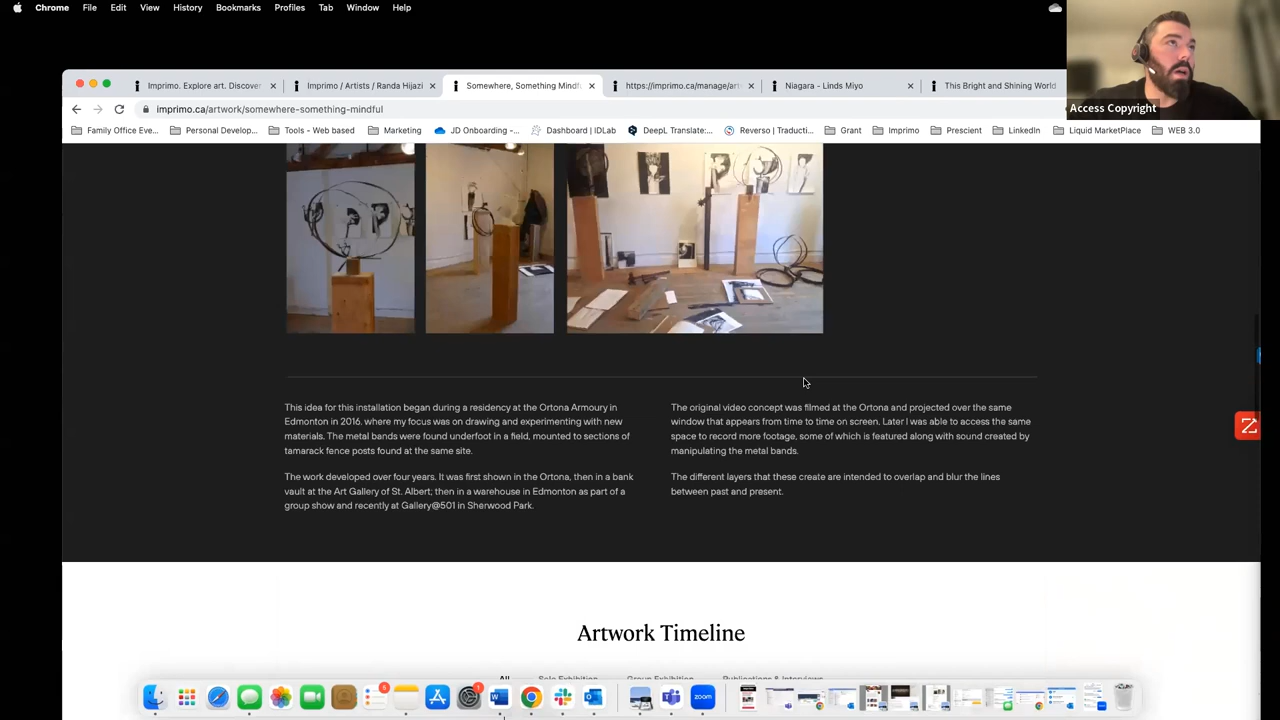 Chrome File Edit View History Bookmarks Profiles Tab Window Help
Imprimo. Explore art. Discover
Imprimo / Artists / Randa Hijazi
Somewhere, Something Mindfu
https://imprimo.ca/manage/art
Niagara - Linds Miyo
This Bright and Shining World
Access Copyright
imprimo.ca/artwork/somewhere-something-mindful
Family Office Eve... Personal Develop... Tools - Web based Marketing JD Onboarding -... Dashboard | IDLab DeepL Translate:... Reverso | Traducti... Grant Imprimo Prescient LinkedIn Liquid MarketPlace WEB 3.0
This idea for this installation began during a residency at the Ortona Armoury in
Edmonton in 2016. where my focus was on drawing and experimenting with new
materials. The metal bands were found underfoot in a field, mounted to sections of
tamarack fence posts found at the same site.
The work developed over four years. It was first shown in the Ortona, then in a bank
vault at the Art Gallery of St. Albert; then in a warehouse in Edmonton as part of a
group show and recently at Gallery@501 in Sherwood Park.
The original video concept was filmed at the Ortona and projected over the same
window that appears from time to time on screen. Later I was able to access the same
space to record more footage, some of which is featured along with sound created by
manipulating the metal bands.
The different layers that these create are intended to overlap and blur the lines
between past and present.
Artwork Timeline
All Solo Exhibition Group Exhibition Publications & Interviews
zoom